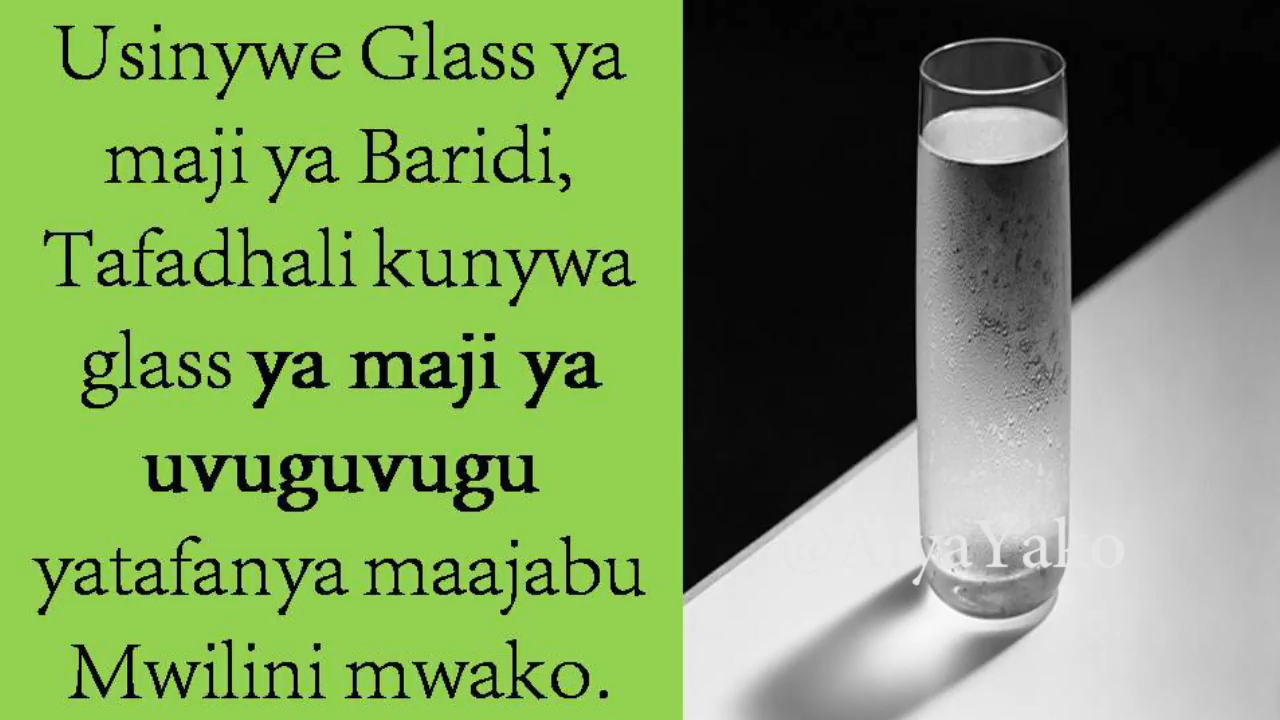 Usinywe Glass ya
maji ya Baridi,
Tafadhali kunywa
glass ya maji ya
uvuguvugu
yatafanya maajabu
Mwilini mwako.